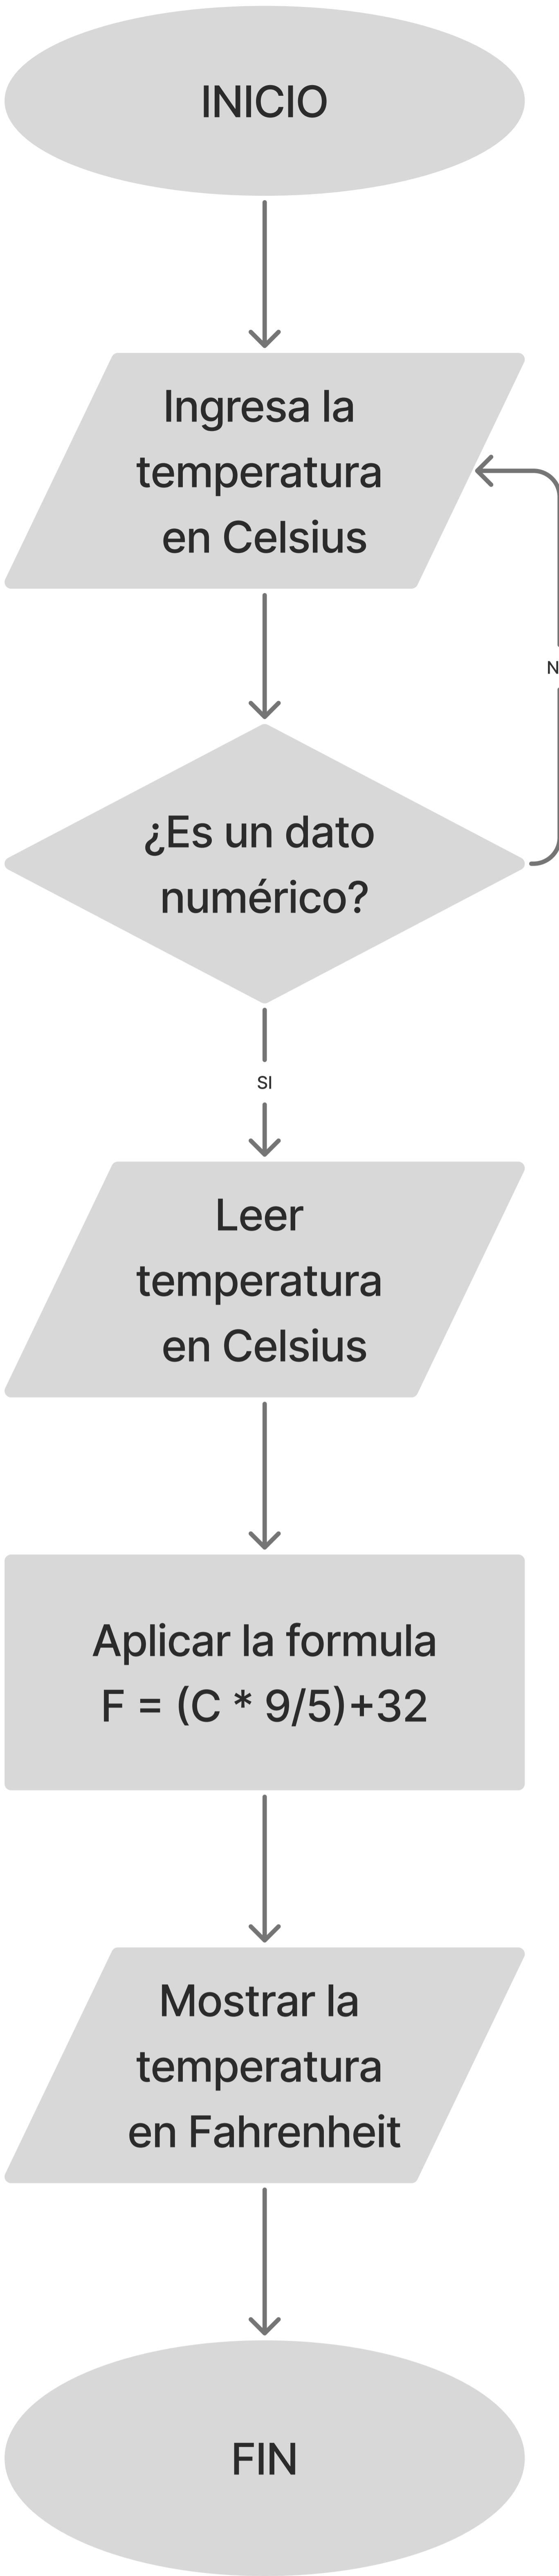 INICIO
Ingresa la
temperatura
en Celsius
N
¿Es un dato
numérico?
SI
Leer
temperatura
en Celsius
Aplicar la formula
F = (C * 9/5)+32
Mostrar la
temperatura
en Fahrenheit
FIN